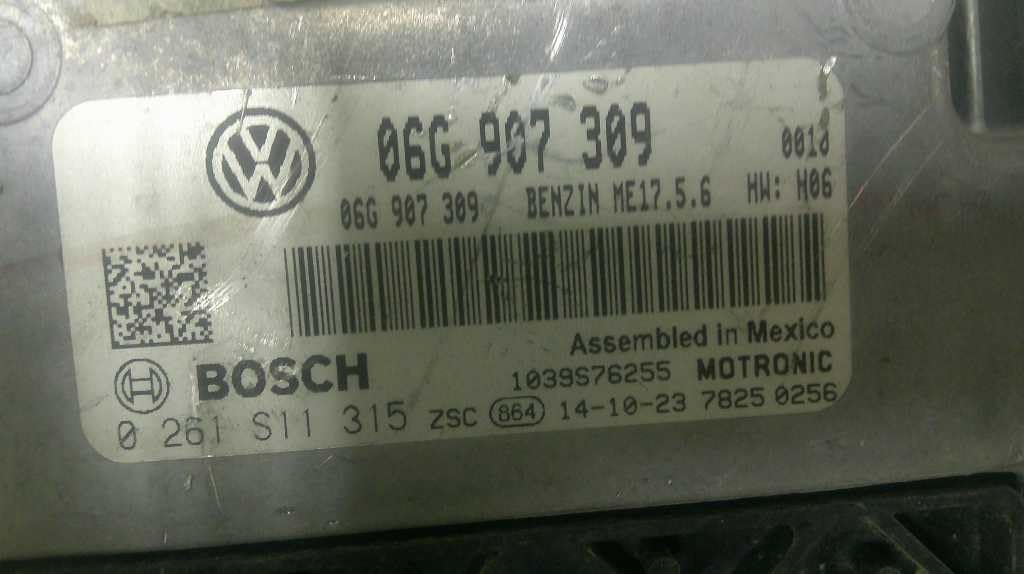 06G 907 309
06G 907 309 BENZIN ME17.5.6 HW: H06
Assembled in Mexico
BOSCH 1039S76255 MOTRONIC
0 261 S11 315 ZSC 864 14-10-23 7825 0256